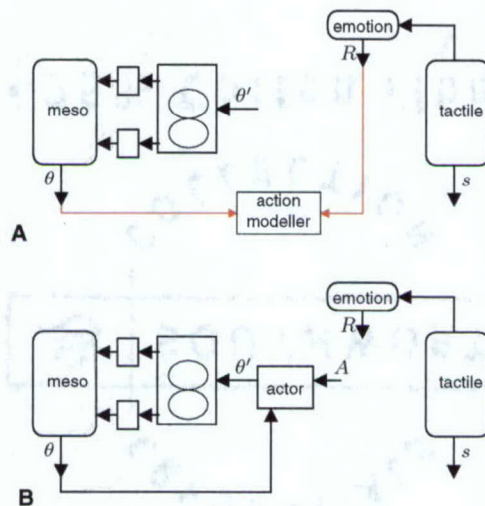 emotion
R
meso
θ'
tactile
θ
action
modeller
s
A
emotion
R
meso
θ'
actor
A
tactile
θ
s
B